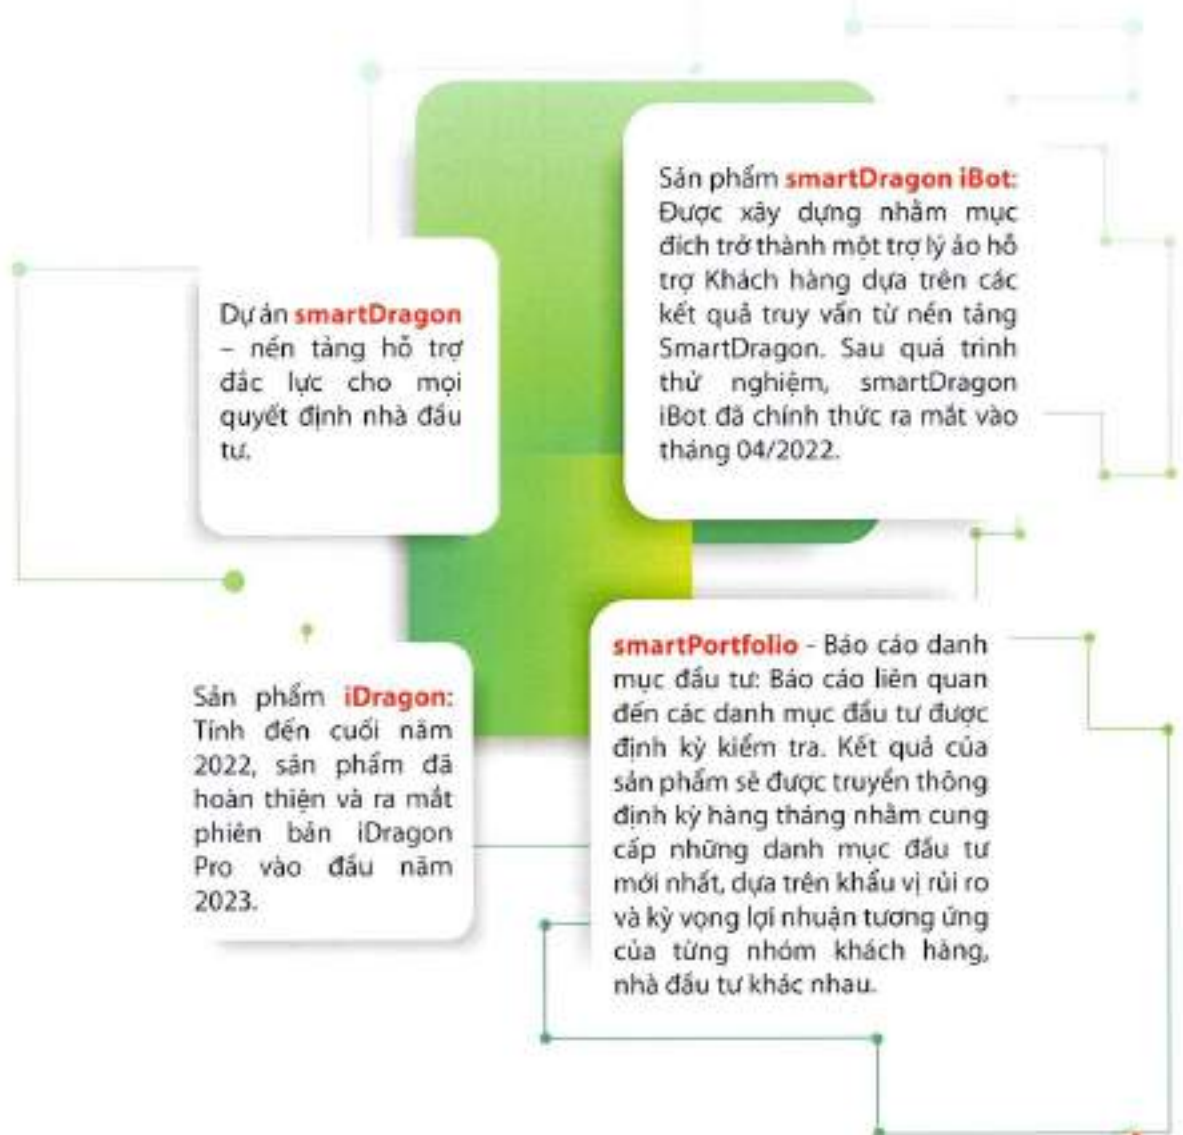 Dự án smartDragon
– nền tảng hỗ trợ
đắc lực cho mọi
quyết định nhà đầu
tư.
Sản phẩm smartDragon iBot:
Được xây dựng nhằm mục
đích trở thành một trợ lý ảo hỗ
trợ Khách hàng dựa trên các
kết quả truy vấn từ nền tảng
SmartDragon. Sau quá trình
thử nghiệm, smartDragon
iBot đã chính thức ra mắt vào
tháng 04/2022.
Sản phẩm iDragon:
Tính đến cuối năm
2022, sản phẩm đã
hoàn thiện và ra mắt
phiên bản iDragon
Pro vào đầu năm
2023.
smartPortfolio - Báo cáo danh
mục đầu tư: Báo cáo liên quan
đến các danh mục đầu tư được
định kỳ kiểm tra. Kết quả của
sản phẩm sẽ được truyền thông
định kỳ hàng tháng nhằm cung
cấp những danh mục đầu tư
mới nhất, dựa trên khẩu vị rủi ro
và kỳ vọng lợi nhuận tương ứng
của từng nhóm khách hàng,
nhà đầu tư khác nhau.